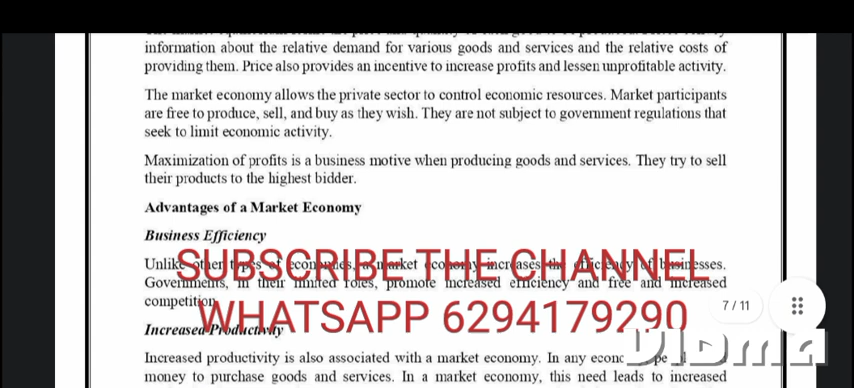 information about the relative demand for various goods and services and the relative costs of
providing them. Price also provides an incentive to increase profits and lessen unprofitable activity.
The market economy allows the private sector to control economic resources. Market participants
are free to produce, sell, and buy as they wish. They are not subject to government regulations that
seek to limit economic activity.
Maximization of profits is a business motive when producing goods and services. They try to sell
their products to the highest bidder.
Advantages of a Market Economy
Business Efficiency
Unlike other types of economies, a market economy increases the efficiency of businesses.
SUBSCRIBE THE CHANNEL
Governments, in their limited roles, promote increased efficiency and free and increased
competition.
WHATSAPP 6294179290
7 / 11
Increased Productivity
VIDMA
Increased productivity is also associated with a market economy. In any
money to purchase goods and services. In a market economy, this need leads to increased